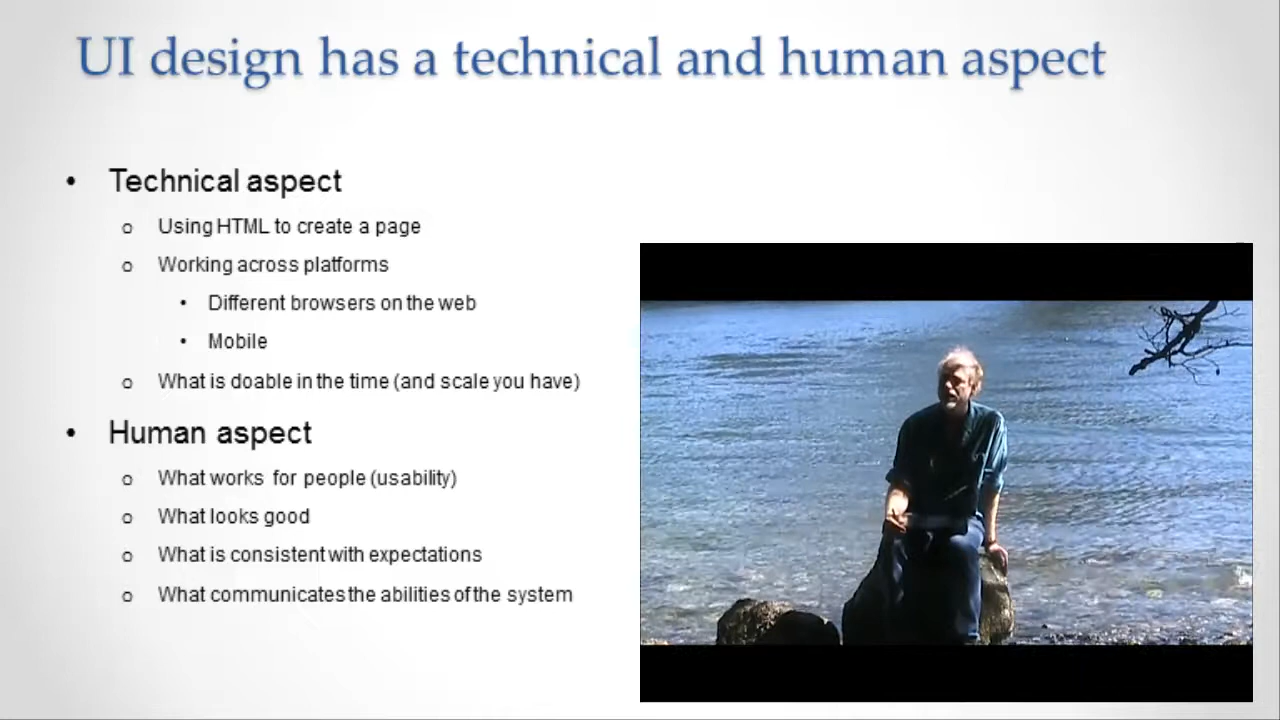 UI design has a technical and human aspect
• Technical aspect
o Using HTML to create a page
o Working across platforms
• Different browsers on the web
• Mobile
o What is doable in the time (and scale you have)
• Human aspect
o What works for people (usability)
o What looks good
o What is consistent with expectations
o What communicates the abilities of the system